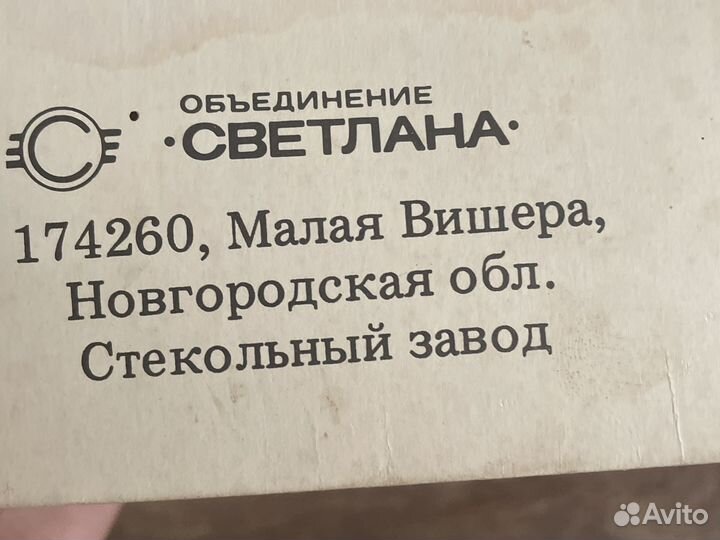 ОБЪЕДИНЕНИЕ
·СВЕТЛАНА·
174260, Малая Вишера,
Новгородская обл.
Стекольный завод
Avito